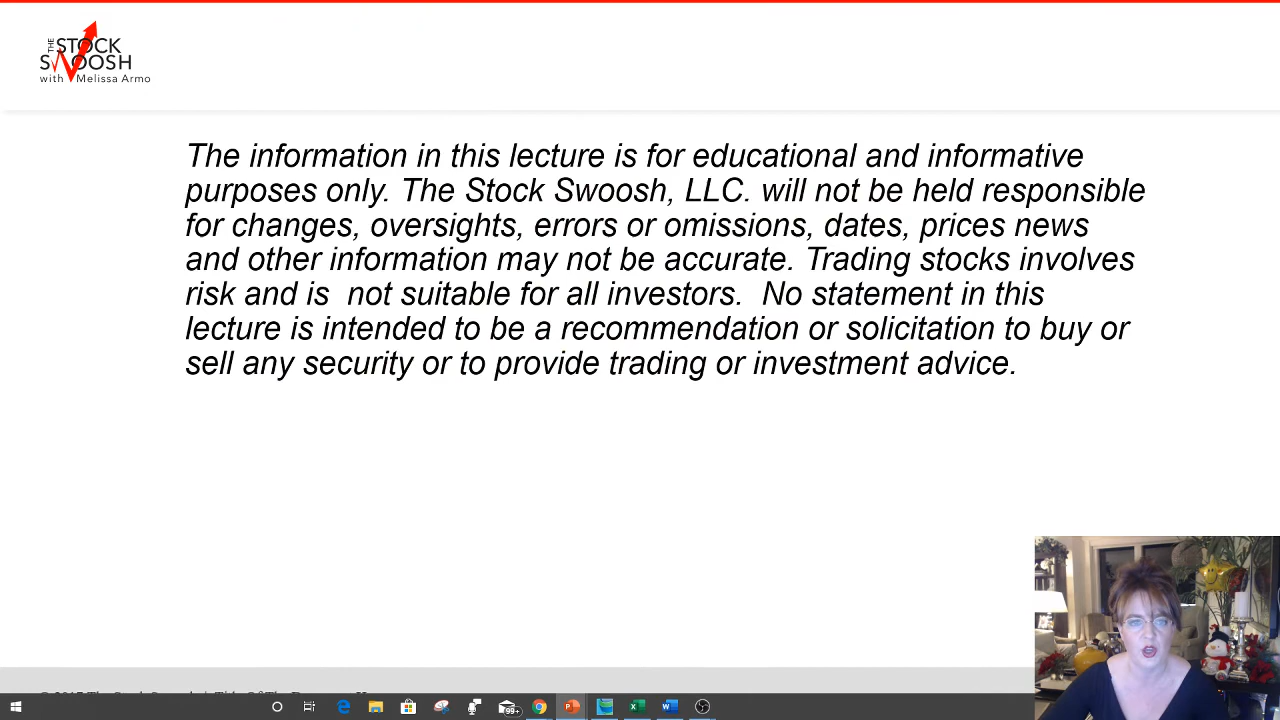 THE STOCK
SWOOSH
with Melissa Armo
The information in this lecture is for educational and informative
purposes only. The Stock Swoosh, LLC. will not be held responsible
for changes, oversights, errors or omissions, dates, prices news
and other information may not be accurate. Trading stocks involves
risk and is  not suitable for all investors.  No statement in this
lecture is intended to be a recommendation or solicitation to buy or
sell any security or to provide trading or investment advice.
99+